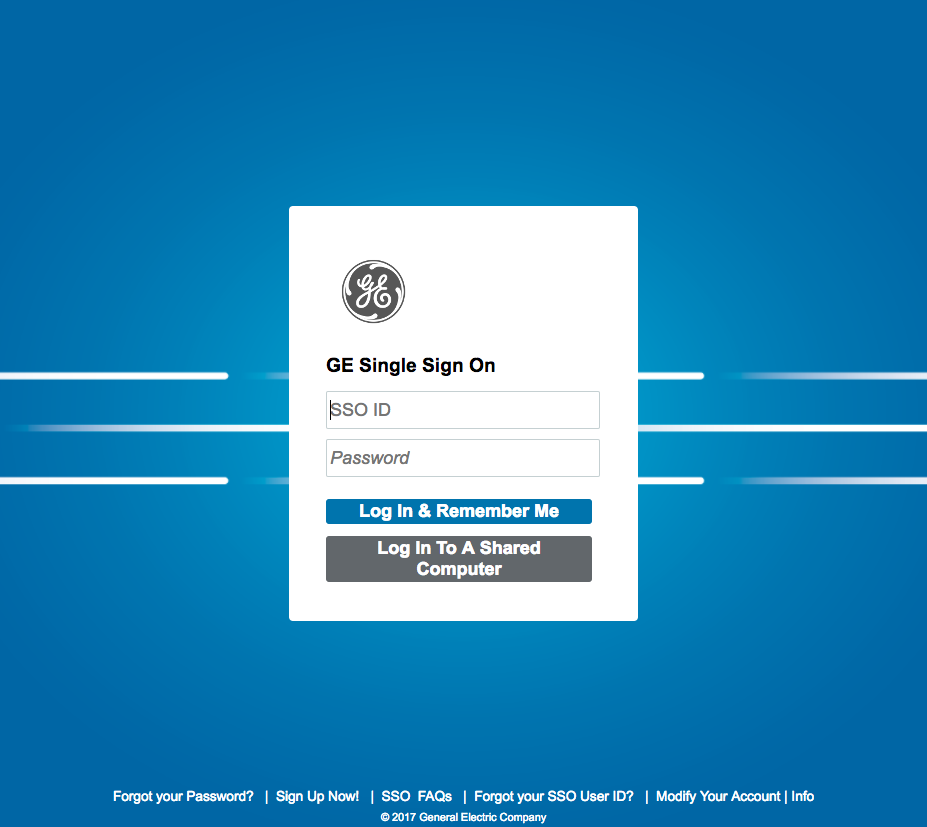 GE
GE Single Sign On
SSO ID
Password
Log In & Remember Me
Log In To A Shared
Computer
Forgot your Password? | Sign Up Now! | SSO FAQs | Forgot your SSO User ID? | Modify Your Account | Info
© 2017 General Electric Company